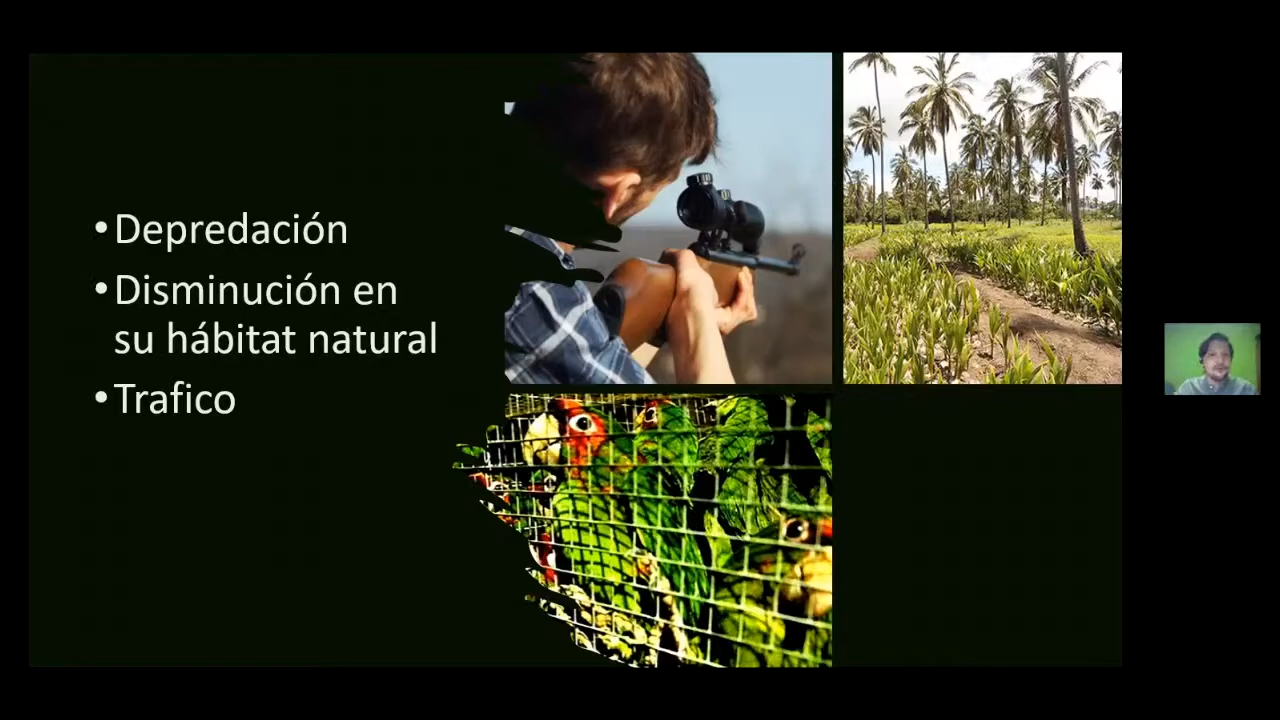 •Depredación
•Disminución en
su hábitat natural
•Trafico